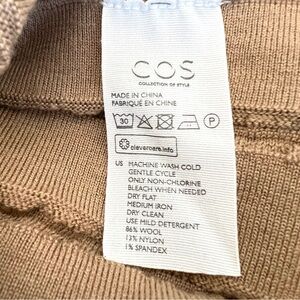 COS
COLLECTION OF STYLE
MADE IN CHINA
FABRIQUÉ EN CHINE
30 P
clevercare.info
US MACHINE WASH COLD
GENTLE CYCLE
ONLY NON-CHLORINE
BLEACH WHEN NEEDED
DRY FLAT
MEDIUM IRON
DRY CLEAN
USE MILD DETERGENT
86% WOOL
13% NYLON
1% SPANDEX